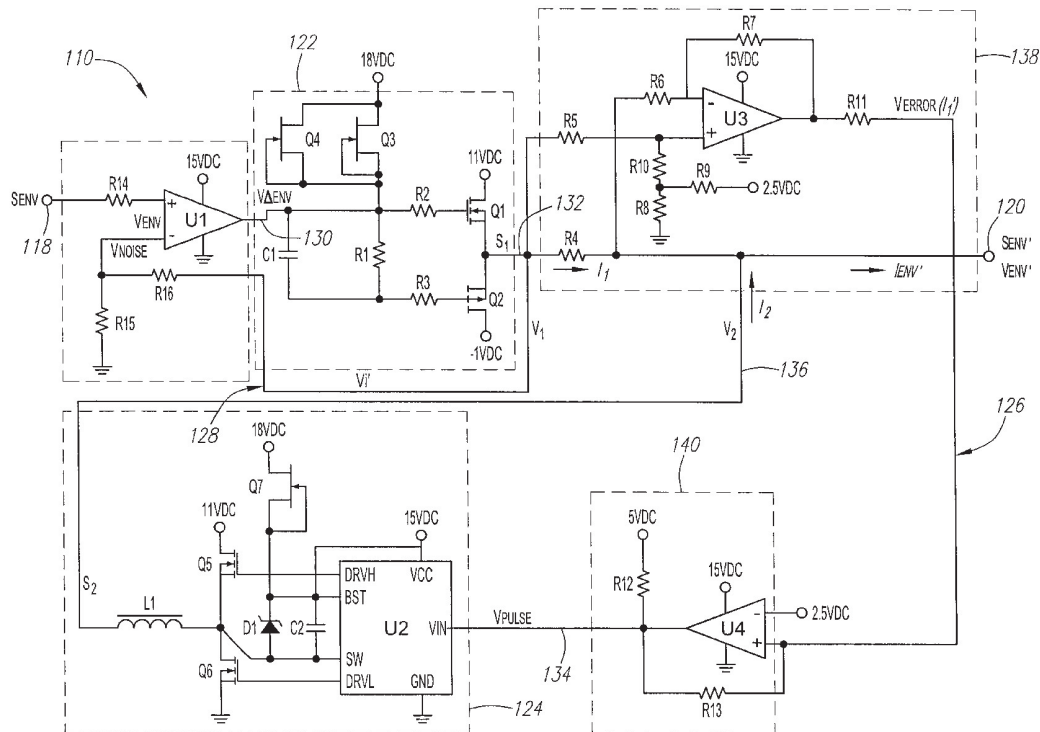 110
122
18VDC
Q4
Q3
11VDC
R2
Q1
R1
C1
R3
Q2
-1VDC
S1
132
15VDC
SENV
118
R14
+
-
U1
VENV
VNOISE
VΔENV
130
R16
R15
128
Vi'
V1
138
R7
15VDC
R6
-
+
U3
R5
R10
R9
2.5VDC
R8
R11
VERROR (I1')
R4
I1
IENV'
120
SENV'
VENV'
I2
V2
136
126
18VDC
Q7
11VDC
Q5
15VDC
DRVH
VCC
BST
U2
VIN
SW
DRVL
GND
D1
C2
S2
L1
Q6
124
VPULSE
134
140
5VDC
R12
15VDC
-
+
U4
2.5VDC
R13